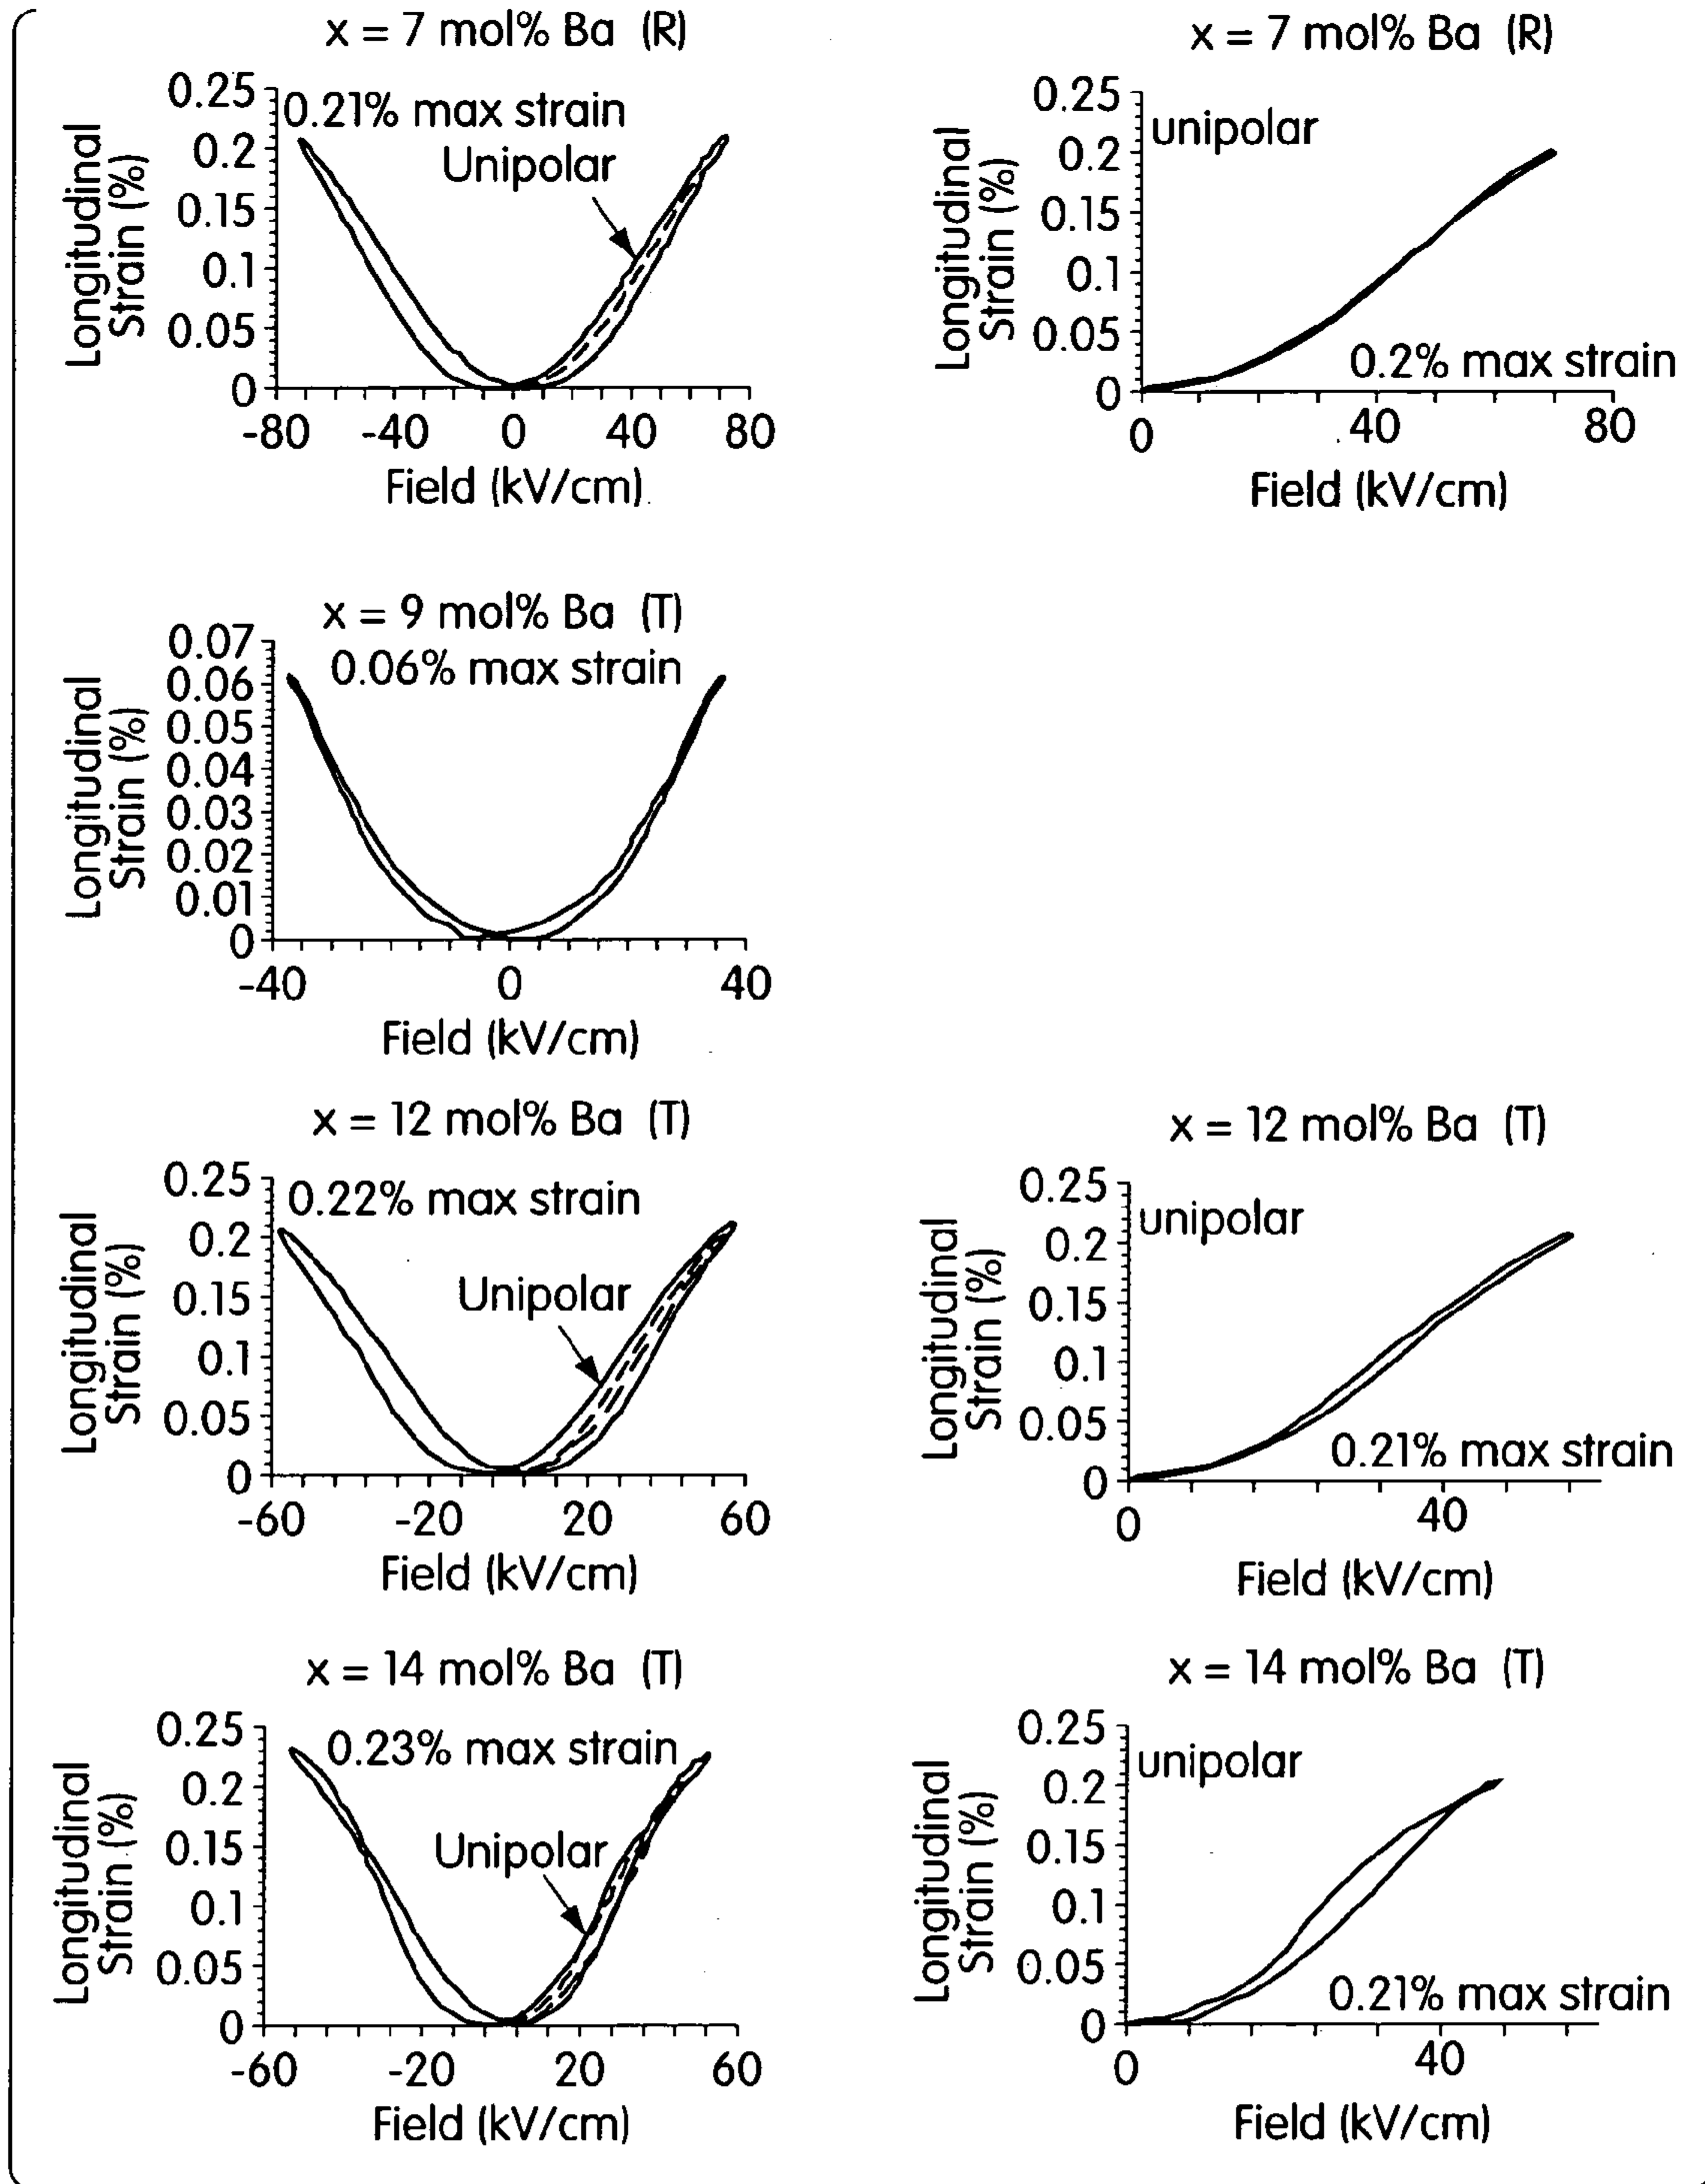 x = 7 mol% Ba (R)
0.21% max strain
Unipolar
Longitudinal
Strain (%)
0.25
0.2
0.15
0.1
0.05
0
-80 -40 0 40 80
Field (kV/cm)
x = 7 mol% Ba (R)
unipolar
Longitudinal
Strain (%)
0.25
0.2
0.15
0.1
0.05
0
0.2% max strain
0 40 80
Field (kV/cm)
x = 9 mol% Ba (T)
0.06% max strain
Longitudinal
Strain (%)
0.07
0.06
0.05
0.04
0.03
0.02
0.01
0
-40 0 40
Field (kV/cm)
x = 12 mol% Ba (T)
0.22% max strain
Unipolar
Longitudinal
Strain (%)
0.25
0.2
0.15
0.1
0.05
0
-60 -20 20 60
Field (kV/cm)
x = 12 mol% Ba (T)
unipolar
Longitudinal
Strain (%)
0.25
0.2
0.15
0.1
0.05
0
0.21% max strain
0 40
Field (kV/cm)
x = 14 mol% Ba (T)
0.23% max strain
Unipolar
Longitudinal
Strain (%)
0.25
0.2
0.15
0.1
0.05
0
-60 -20 20 60
Field (kV/cm)
x = 14 mol% Ba (T)
unipolar
Longitudinal
Strain (%)
0.25
0.2
0.15
0.1
0.05
0
0.21% max strain
0 40
Field (kV/cm)